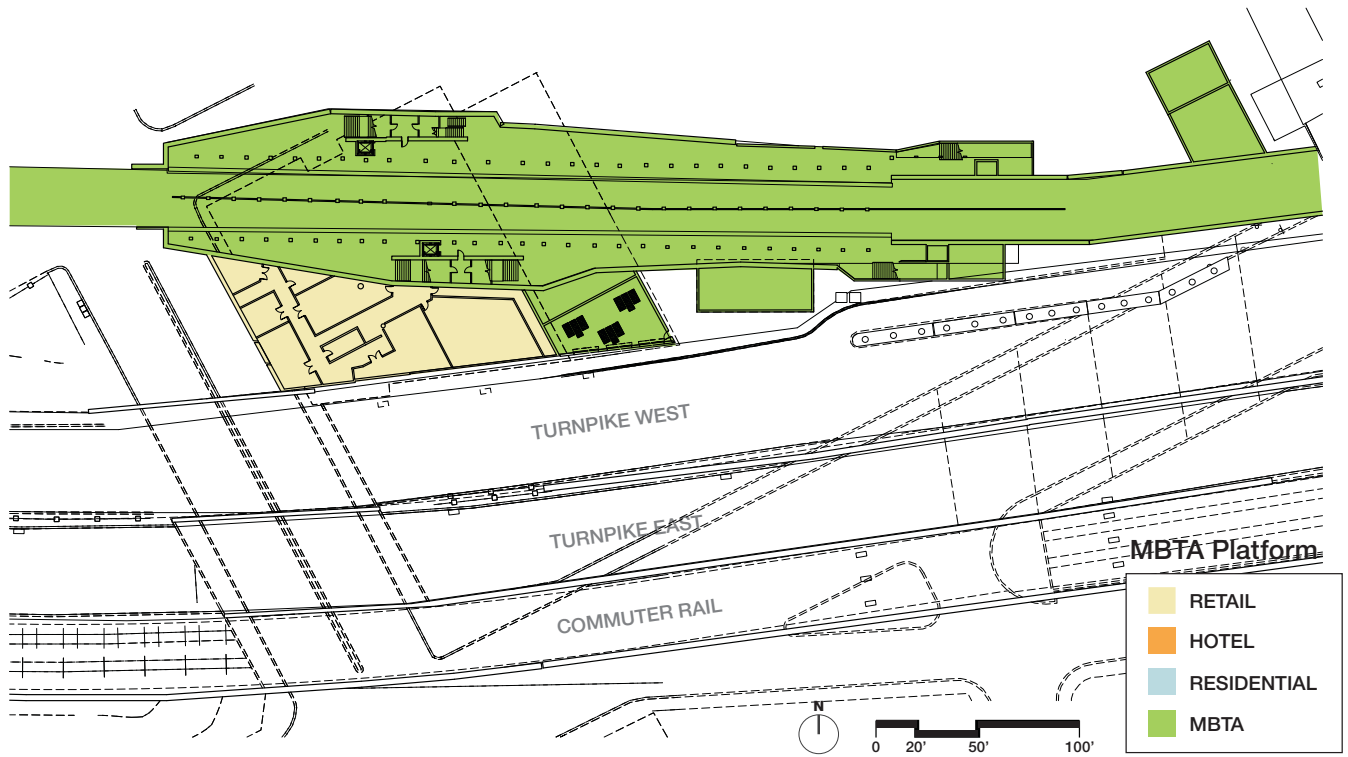 TURNPIKE WEST
TURNPIKE EAST
COMMUTER RAIL
MBTA Platform
RETAIL
HOTEL
RESIDENTIAL
MBTA
N
0 20' 50' 100'